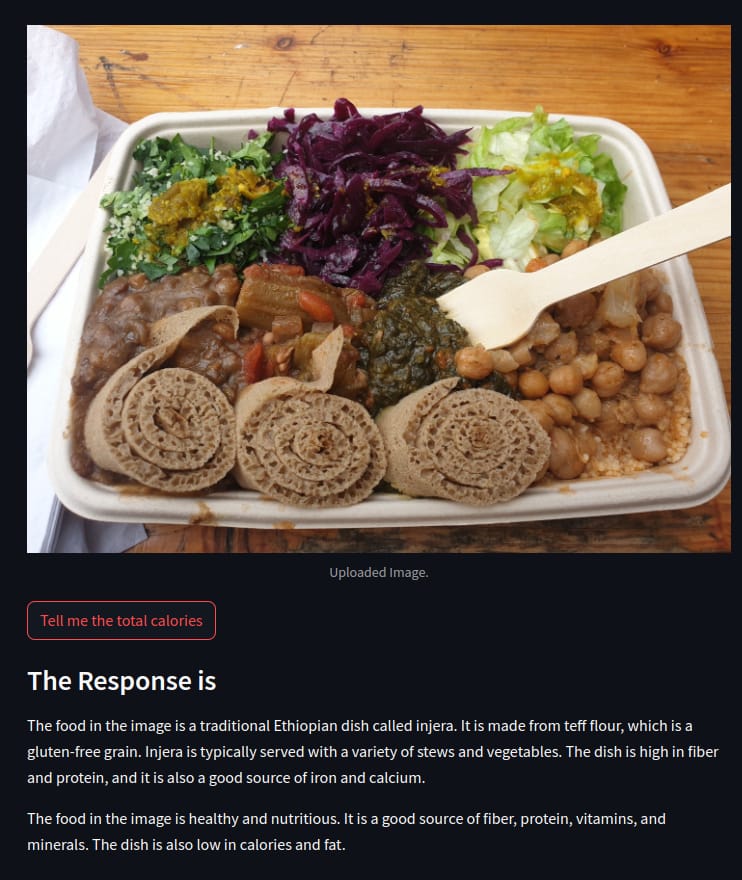 Uploaded Image.
Tell me the total calories
The Response is
The food in the image is a traditional Ethiopian dish called injera. It is made from teff flour, which is a
gluten-free grain. Injera is typically served with a variety of stews and vegetables. The dish is high in fiber
and protein, and it is also a good source of iron and calcium.
The food in the image is healthy and nutritious. It is a good source of fiber, protein, vitamins, and
minerals. The dish is also low in calories and fat.